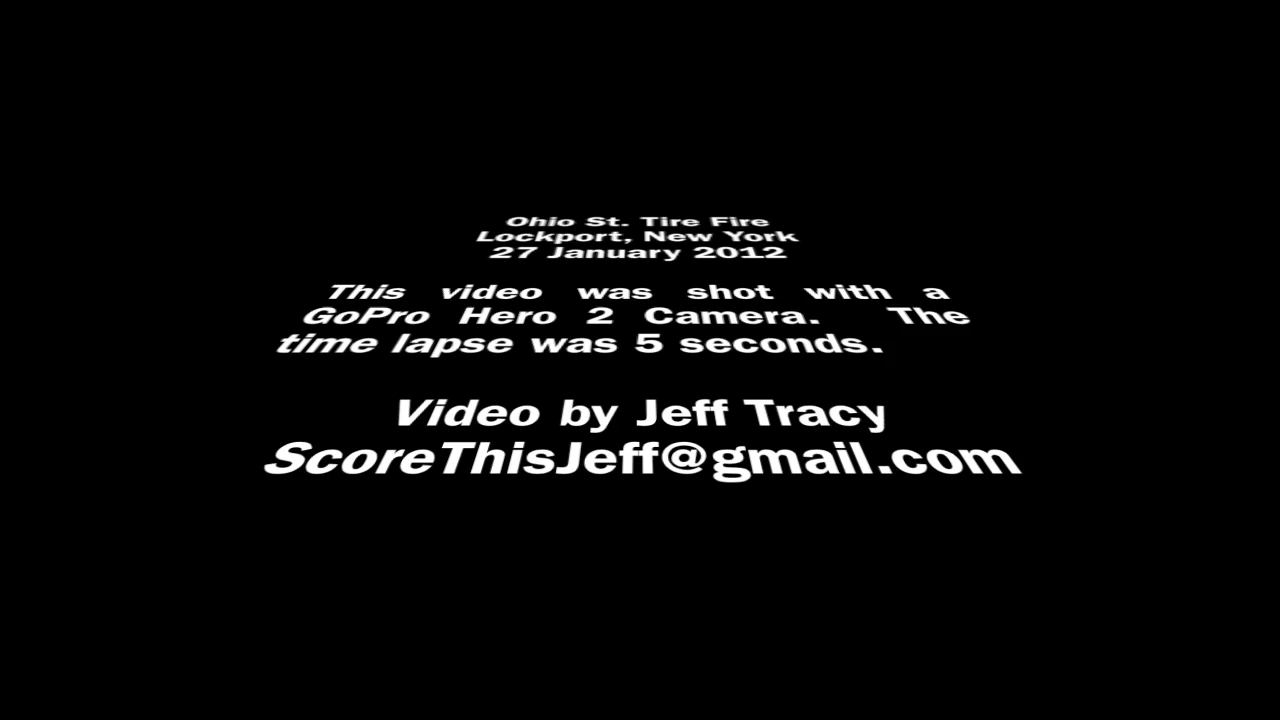 Ohio St. Tire Fire
Lockport, New York
27 January 2012
This video was shot with a
GoPro Hero 2 Camera. The
time lapse was 5 seconds.
Video by Jeff Tracy
ScoreThisJeff@gmail.com